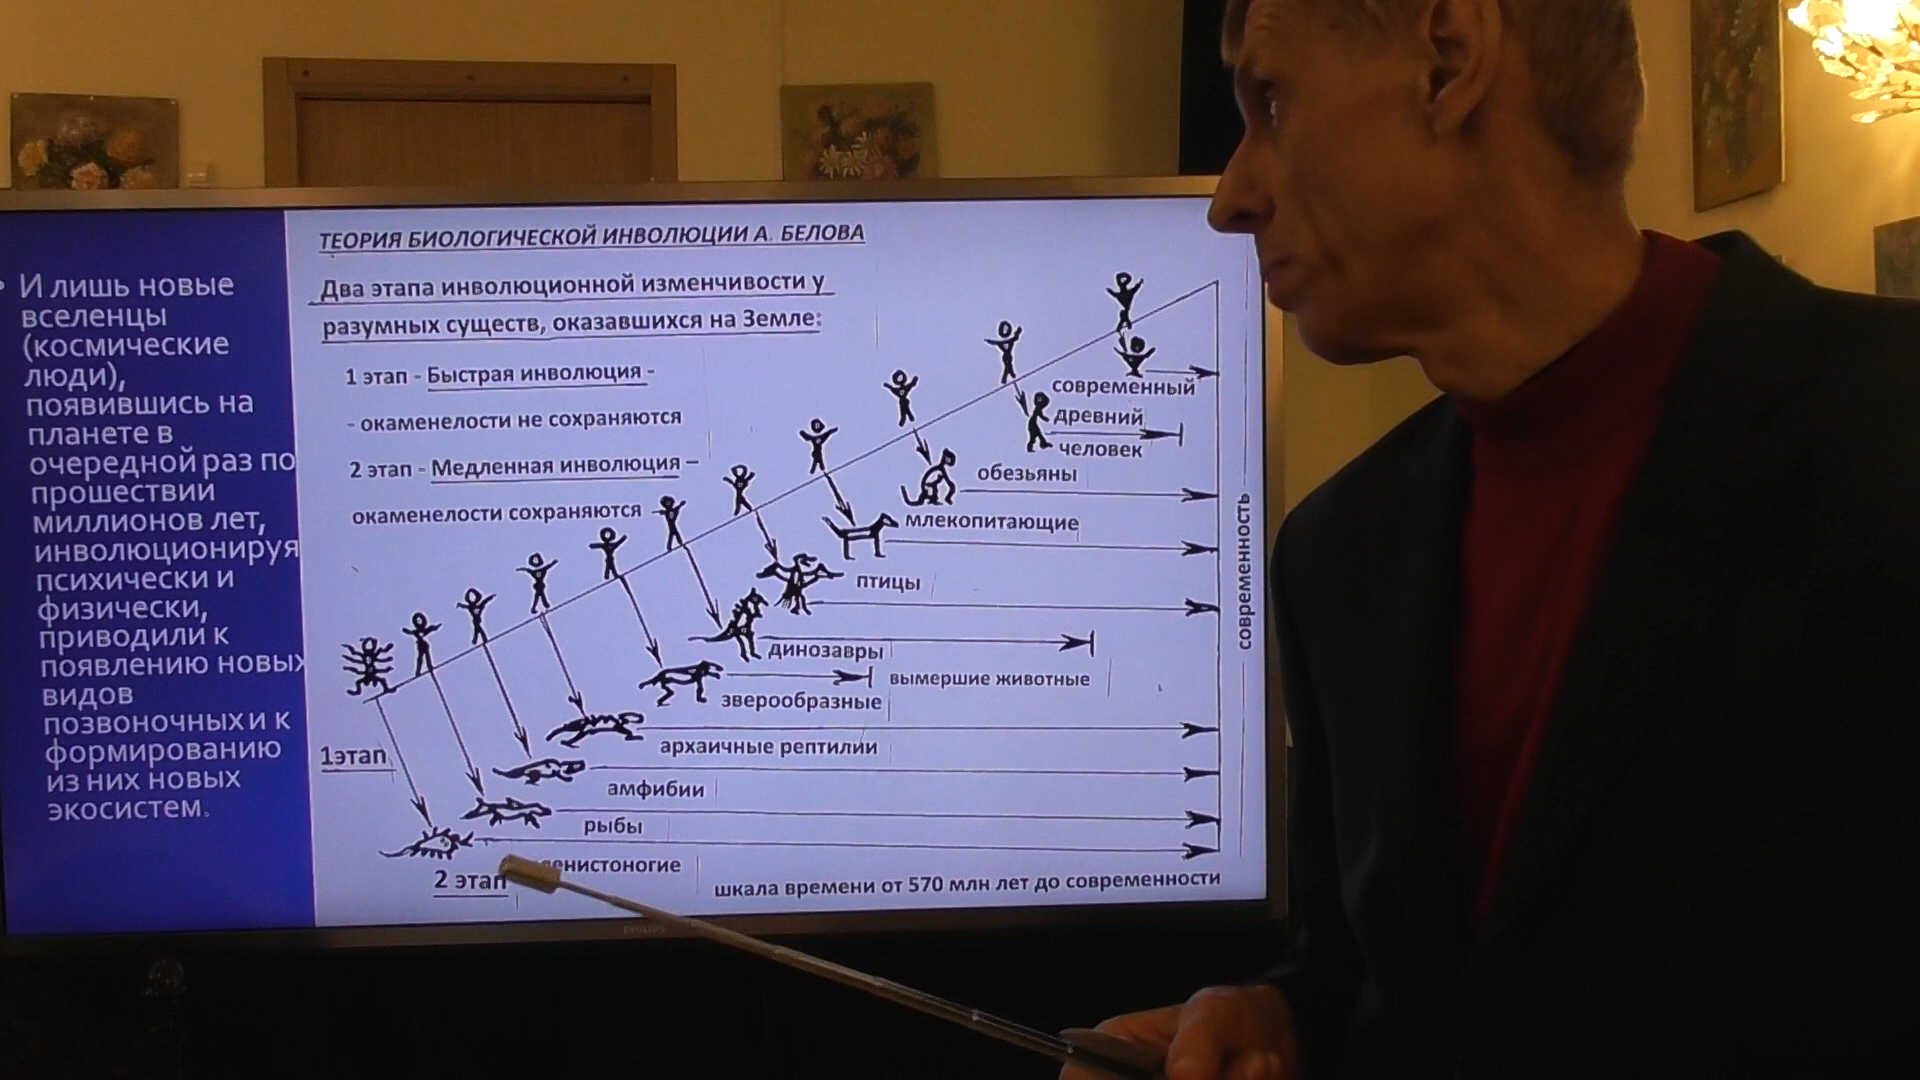 И лишь новые
вселенцы
(космические
люди),
появившись на
планете в
очередной раз по
прошествии
миллионов лет,
инволюционируя
психически и
физически,
приводили к
появлению новых
видов
позвоночных и к
формированию
из них новых
экосистем.
ТЕОРИЯ БИОЛОГИЧЕСКОЙ ИНВОЛЮЦИИ А. БЕЛОВА
Два этапа инволюционной изменчивости у
разумных существ, оказавшихся на Земле:
1 этап - Быстрая инволюция -
- окаменелости не сохраняются
2 этап - Медленная инволюция –
окаменелости сохраняются
современный
древний
человек
обезьяны
млекопитающие
птицы
динозавры
вымершие животные
зверообразные
архаичные рептилии
амфибии
рыбы
енистоногие
1этап
2 этап
шкала времени от 570 млн лет до современности
современность
PHILIPS